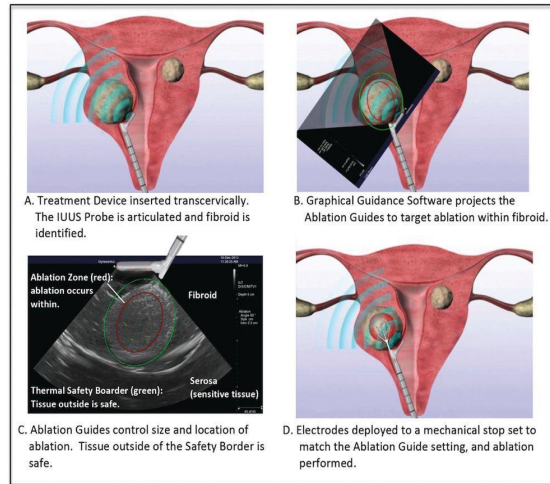 A. Treatment Device inserted transcervically.
The IUUS Probe is articulated and fibroid is
identified.
B. Graphical Guidance Software projects the
Ablation Guides to target ablation within fibroid.
Ablation Zone (red):
ablation occurs
within.
Fibroid
Thermal Safety Boarder (green):
Tissue outside is safe.
Serosa
(sensitive tissue)
C. Ablation Guides control size and location of
ablation. Tissue outside of the Safety Border is
safe.
D. Electrodes deployed to a mechanical stop set to
match the Ablation Guide setting, and ablation
performed.